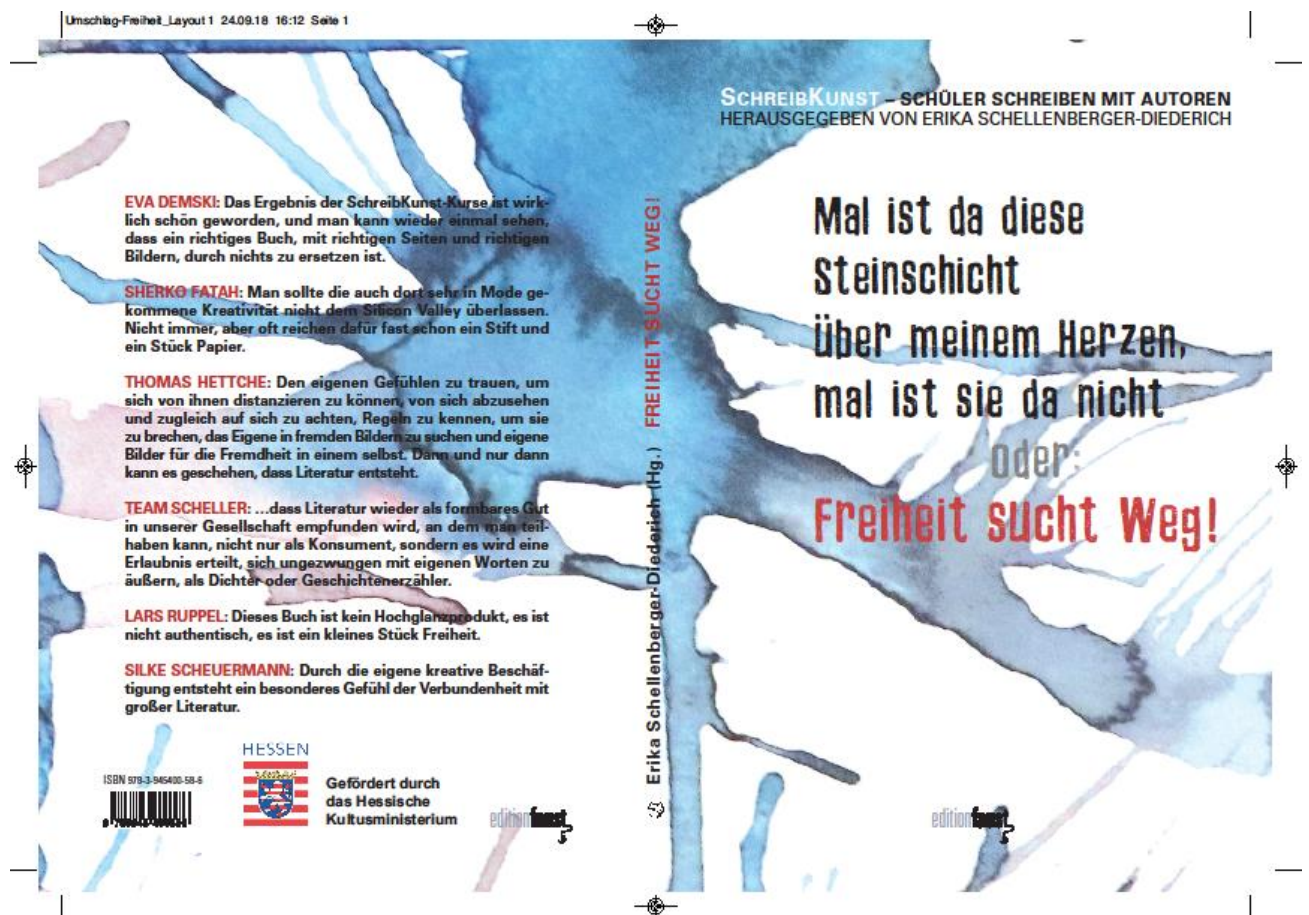 Umschlag-Freiheit_Layout 1 24.09.18 16:12 Seite 1
EVA DEMSKI: Das Ergebnis der SchreibKunst-Kurse ist wirk-
lich schön geworden, und man kann wieder einmal sehen,
dass ein richtiges Buch, mit richtigen Seiten und richtigen
Bildern, durch nichts zu ersetzen ist.
SHERKO FATAH: Man sollte die auch dort sehr in Mode ge-
kommene Kreativität nicht dem Silicon Valley überlassen.
Nicht immer, aber oft reichen dafür fast schon ein Stift und
ein Stück Papier.
THOMAS HETTCHE: Den eigenen Gefühlen zu trauen, um
sich von ihnen distanzieren zu können, von sich abzusehen
und zugleich auf sich zu achten, Regeln zu kennen, um sie
zu brechen, das Eigene in fremden Bildern zu suchen und eigene
Bilder für die Fremdheit in einem selbst. Dann und nur dann
kann es geschehen, dass Literatur entsteht.
TEAM SCHELLER: ...dass Literatur wieder als formbares Gut
in unserer Gesellschaft empfunden wird, an dem man teil-
haben kann, nicht nur als Konsument, sondern es wird eine
Erlaubnis erteilt, sich ungezwungen mit eigenen Worten zu
äußern, als Dichter oder Geschichtenerzähler.
LARS RUPPEL: Dieses Buch ist kein Hochglanzprodukt, es ist
nicht authentisch, es ist ein kleines Stück Freiheit.
SILKE SCHEUERMANN: Durch die eigene kreative Beschäf-
tigung entsteht ein besonderes Gefühl der Verbundenheit mit
großer Literatur.
ISBN 978-3-945400-58-6
HESSEN
Gefördert durch
das Hessische
Kultusministerium
editionfaust
Erika Schellenberger-Diederich (Hg.) FREIHEIT SUCHT WEG!
SCHREIBKUNST – SCHÜLER SCHREIBEN MIT AUTOREN
HERAUSGEGEBEN VON ERIKA SCHELLENBERGER-DIEDERICH
Mal ist da diese
Steinschicht
über meinem Herzen,
mal ist sie da nicht
oder:
Freiheit sucht Weg!
editionfaust